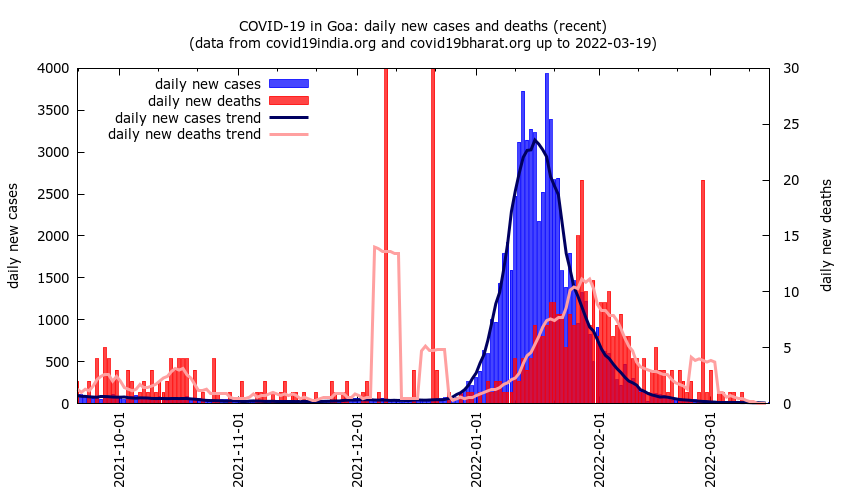 COVID-19 in Goa: daily new cases and deaths (recent)
(data from covid19india.org and covid19bharat.org up to 2022-03-19)
daily new cases
daily new deaths
daily new cases trend
daily new deaths trend
4000
3500
3000
2500
2000
1500
1000
500
0
30
25
20
15
10
5
0
daily new cases
daily new deaths
2021-10-01
2021-11-01
2021-12-01
2022-01-01
2022-02-01
2022-03-01